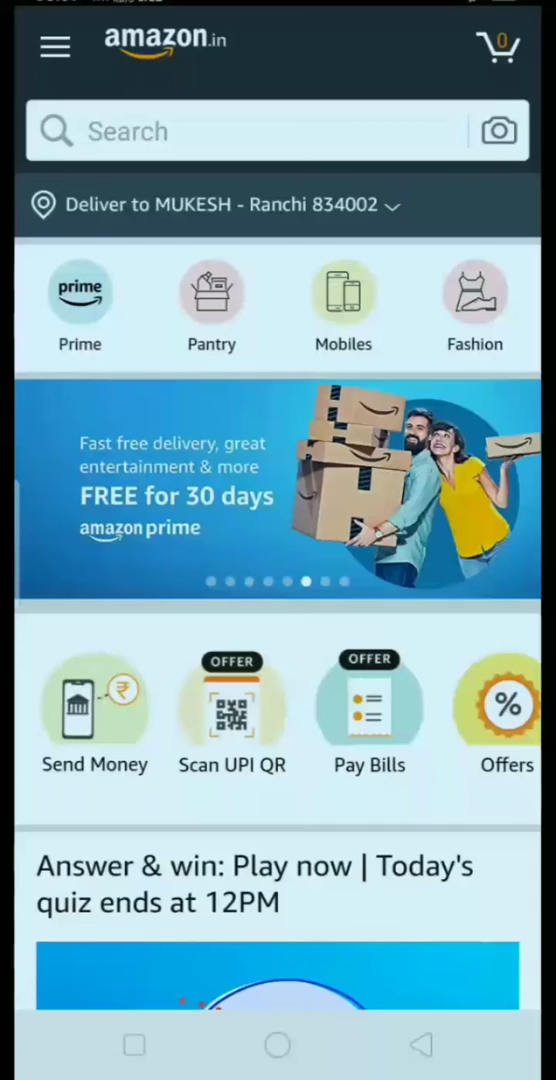 amazon.in
0
Search
Deliver to MUKESH - Ranchi 834002
prime
Prime
Pantry
Mobiles
Fashion
Fast free delivery, great
entertainment & more
FREE for 30 days
amazon prime
OFFER
OFFER
₹
%
Send Money
Scan UPI QR
Pay Bills
Offers
Answer & win: Play now | Today's
quiz ends at 12PM